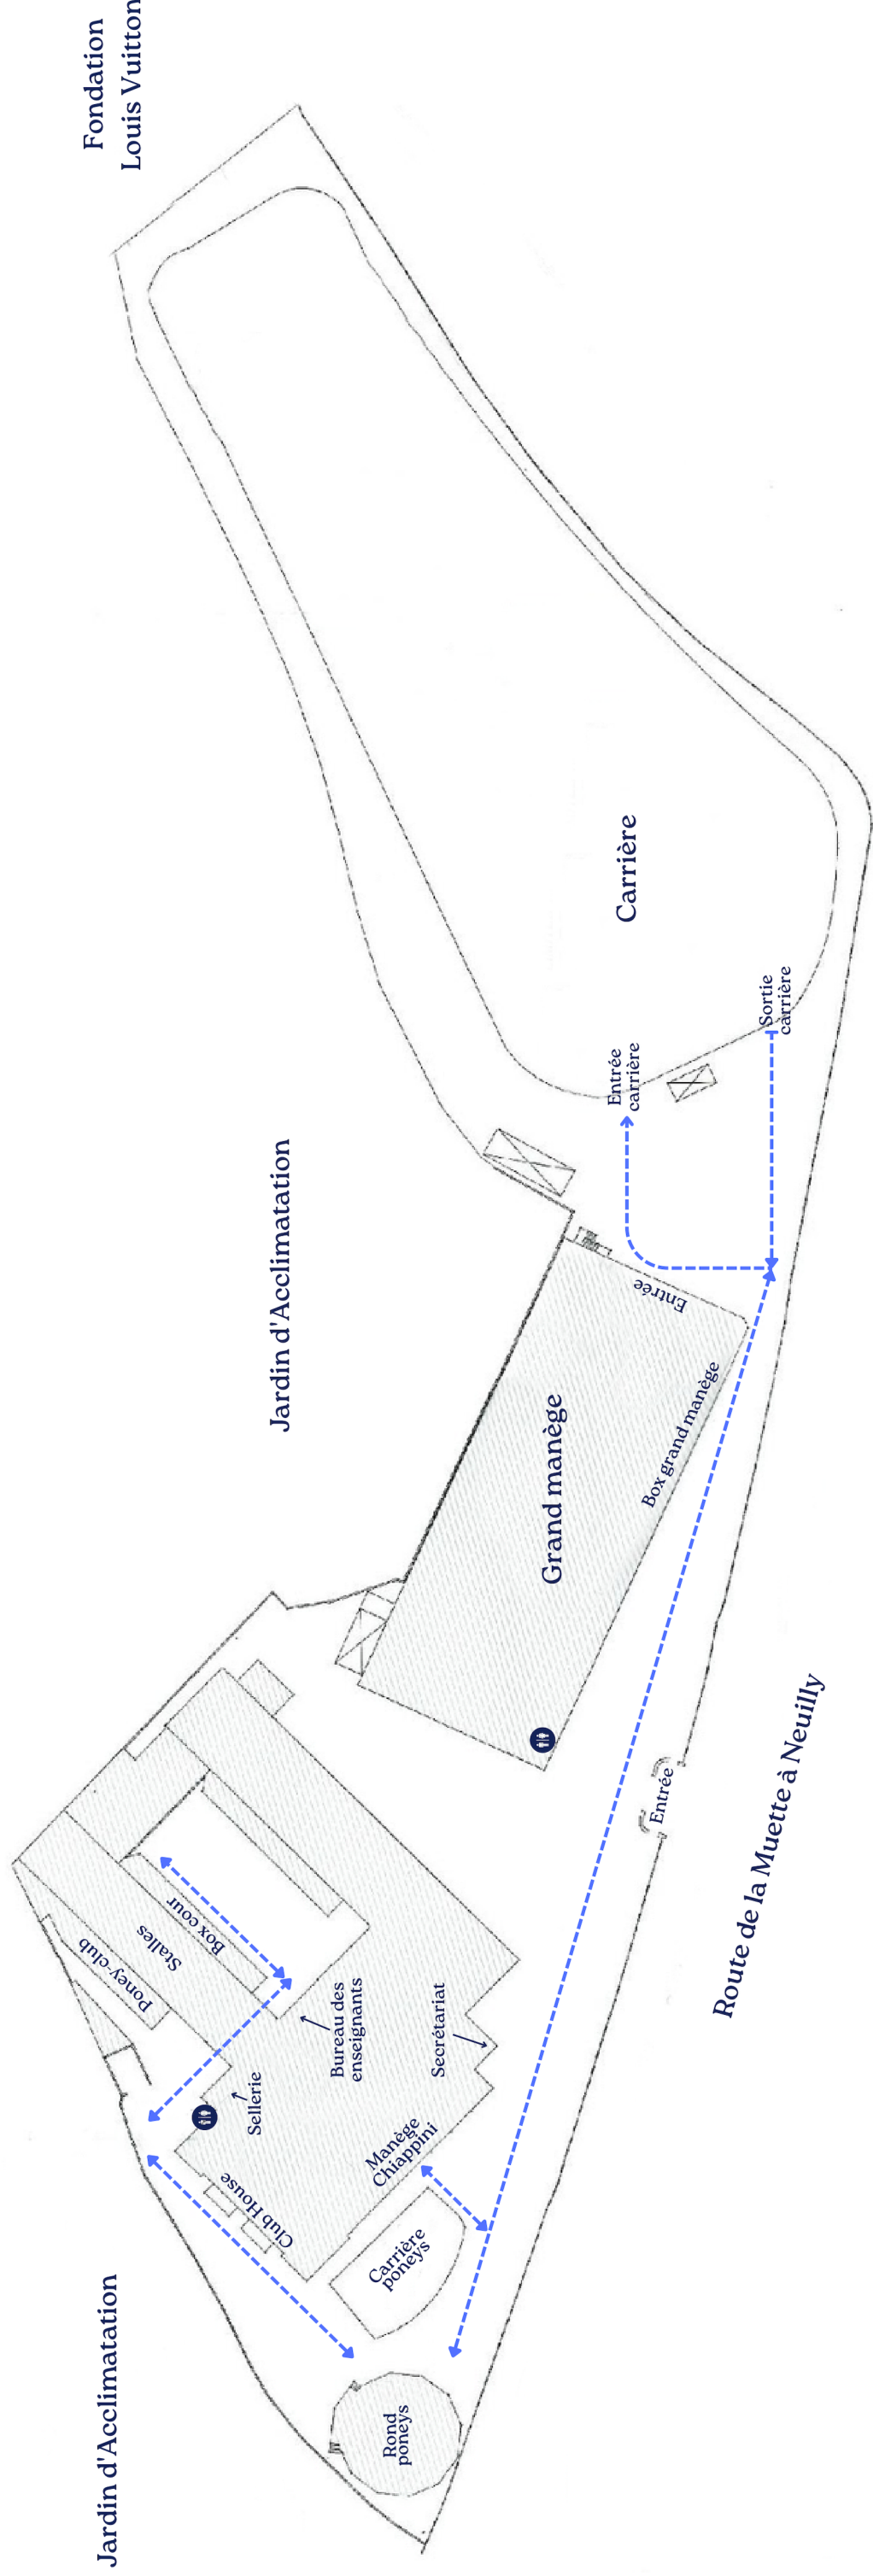 Fondation
Louis Vuitton
Carrière
Sortie
carrière
Entrée
carrière
Jardin d'Acclimatation
Entrée
Grand manège
Box grand manège
Entrée
Route de la Muette à Neuilly
Box cour
Stalles
Poney-club
Bureau des
enseignants
Secrétariat
Sellerie
Manège
Chiappini
Club House
Carrière
poneys
Jardin d'Acclimatation
Rond
poneys